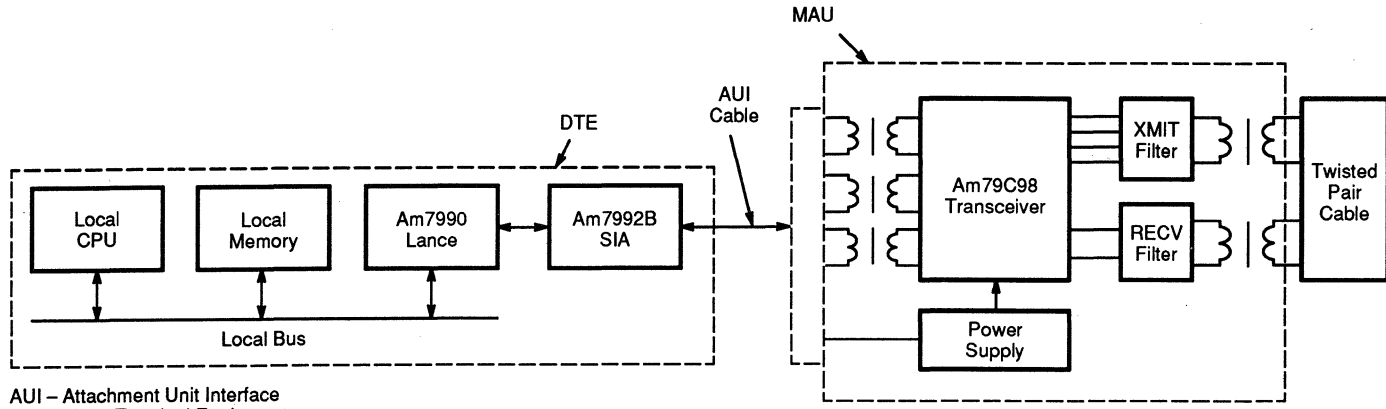 MAU
AUI
Cable
DTE
Local
CPU
Local
Memory
Am7990
Lance
Am7992B
SIA
Local Bus
Am79C98
Transceiver
XMIT
Filter
RECV
Filter
Twisted
Pair
Cable
Power
Supply
AUI – Attachment Unit Interface